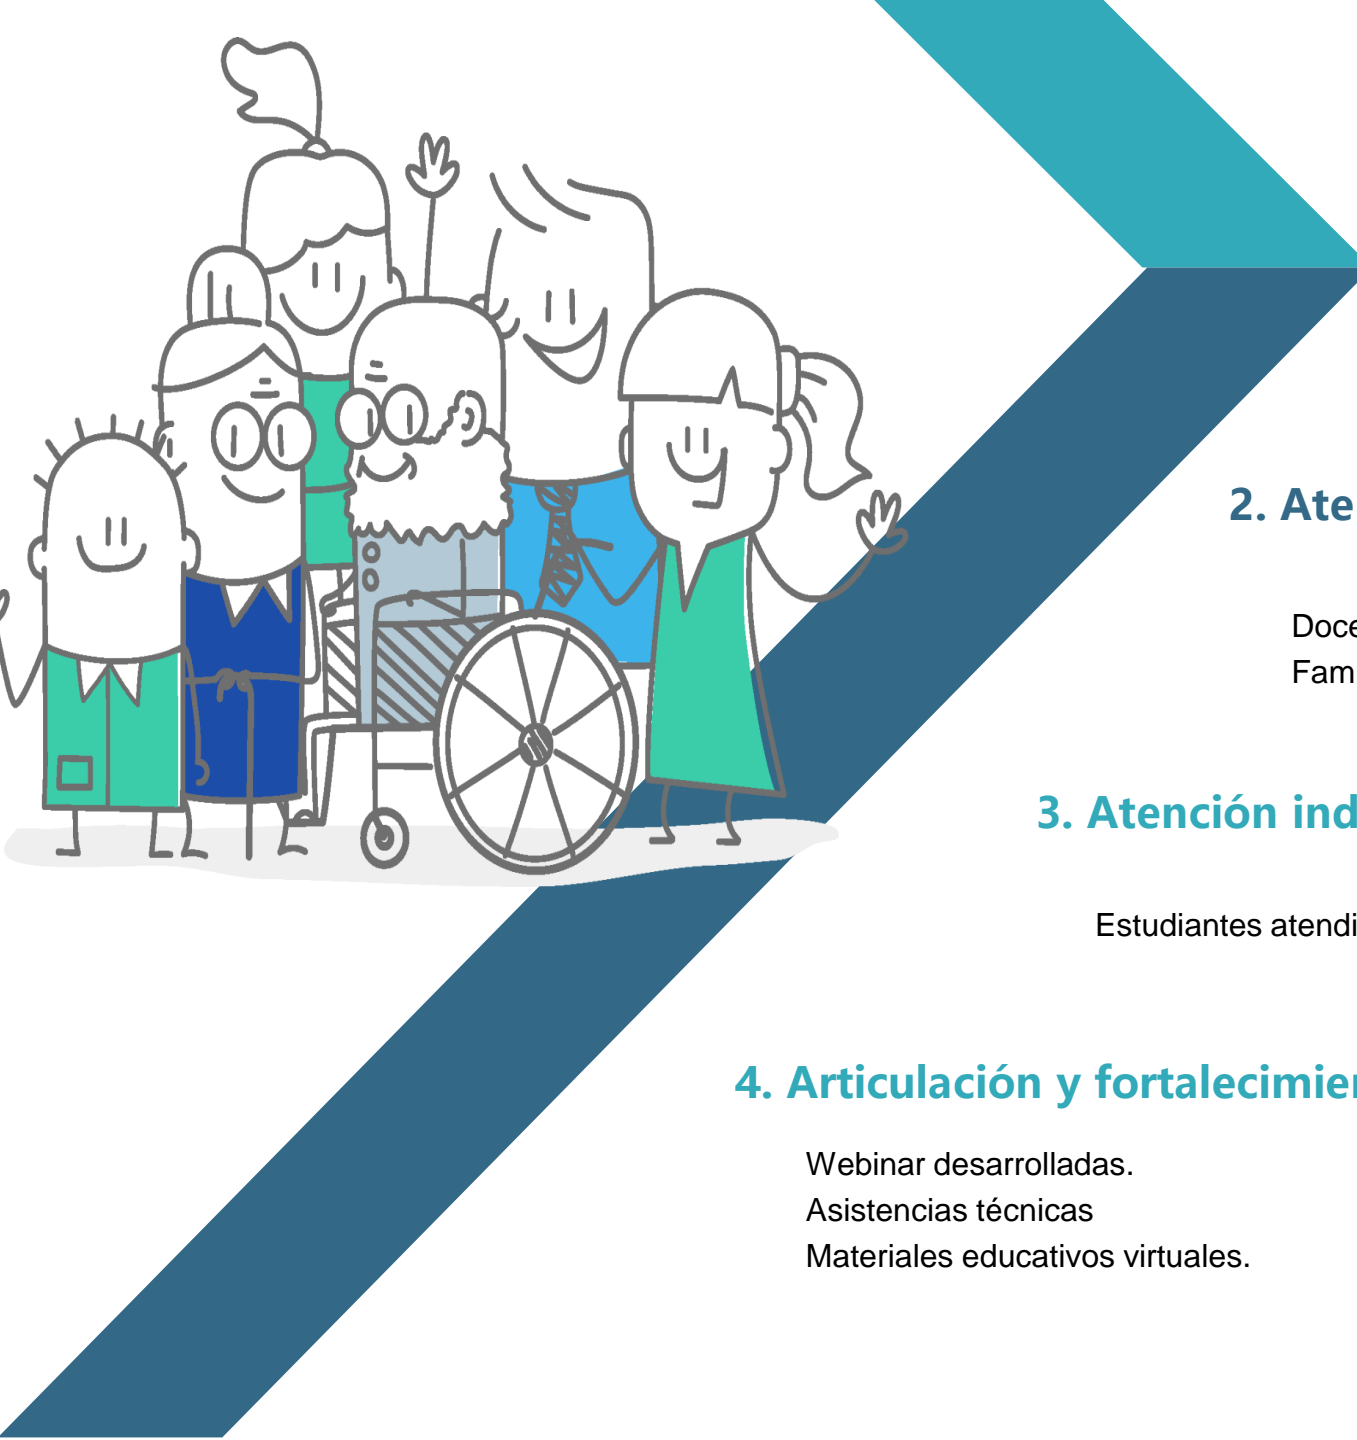 2. Ate
Doce
Fam
3. Atención ind
Estudiantes atendi
4. Articulación y fortalecimie
Webinar desarrolladas.
Asistencias técnicas
Materiales educativos virtuales.